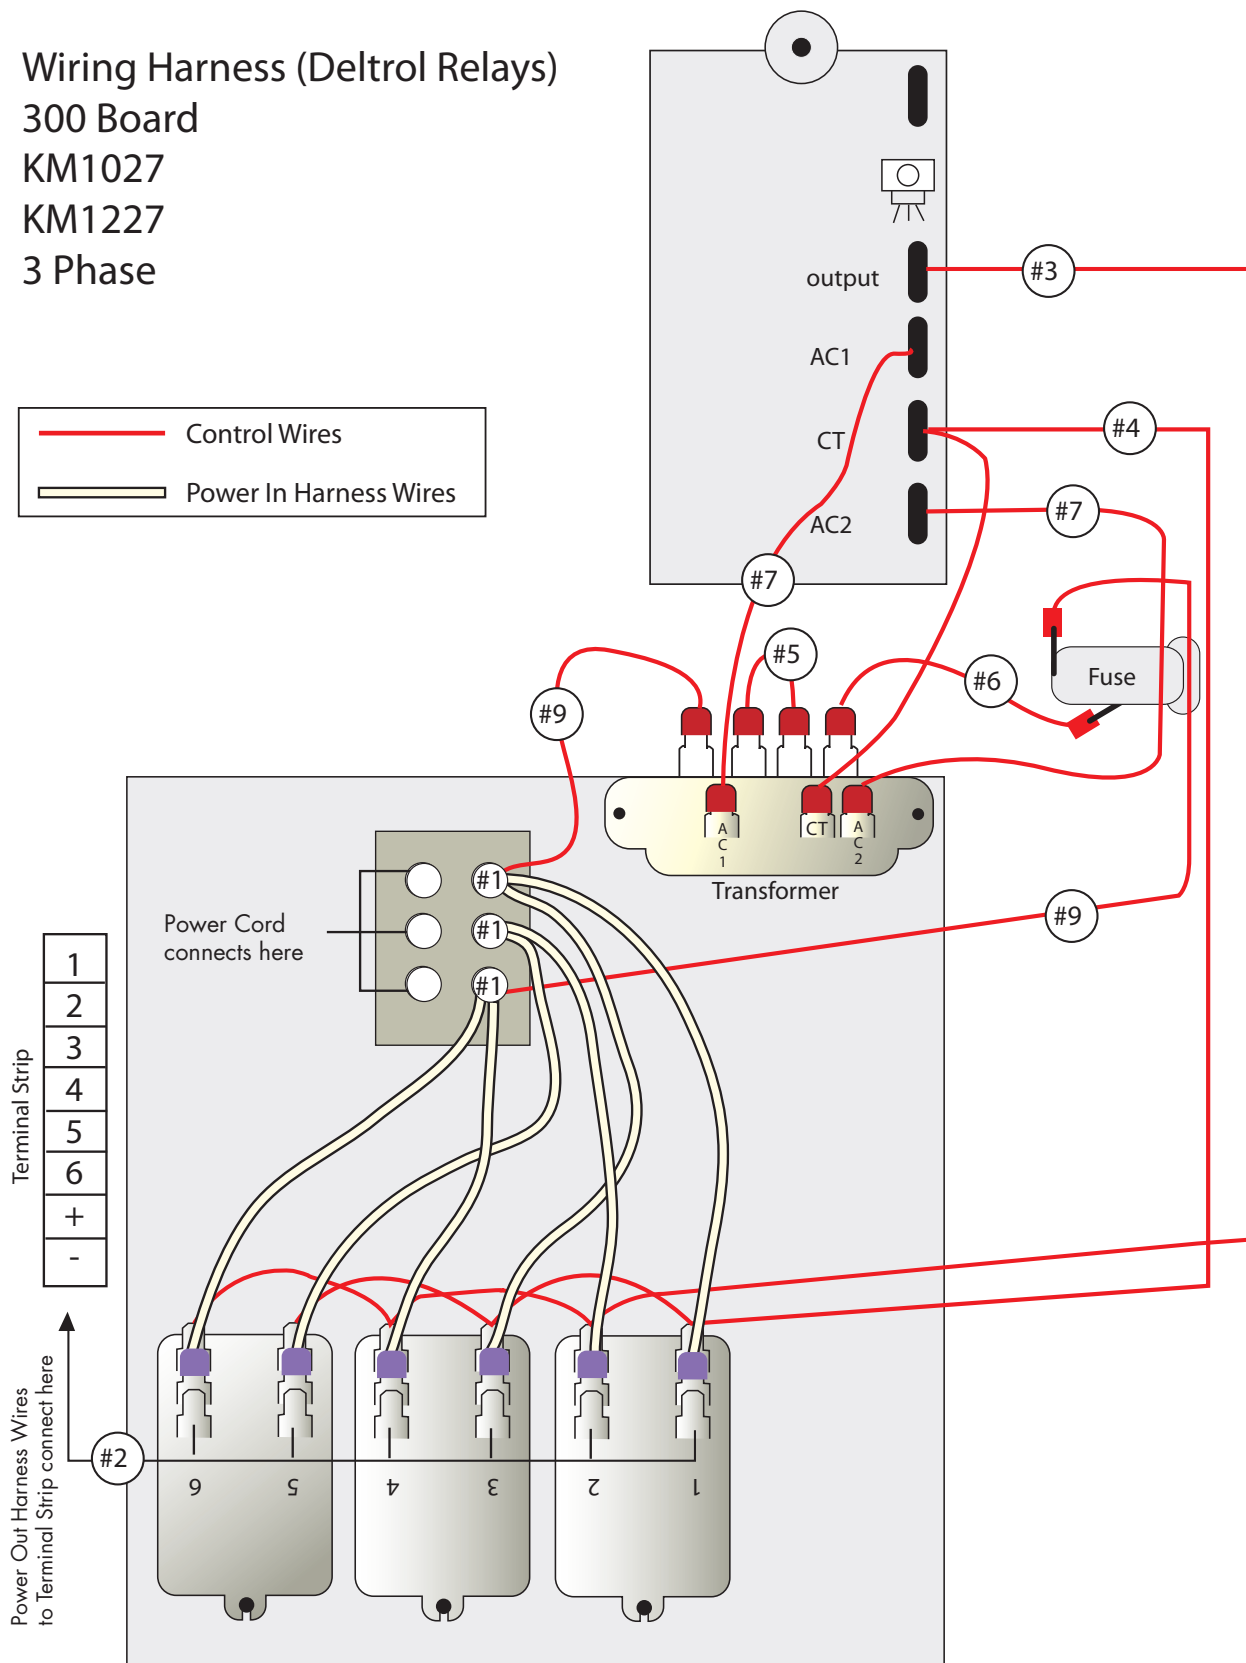 Wiring Harness (Deltrol Relays)
300 Board
KM1027
KM1227
3 Phase
Control Wires
Power In Harness Wires
output
AC1
CT
AC2
#3
#4
#7
#7
#5
#6
#9
Fuse
AC1
CT
AC2
Transformer
#1
#1
#1
Power Cord
connects here
#9
Terminal Strip
1
2
3
4
5
6
+
-
Power Out Harness Wires
to Terminal Strip connect here
#2
6
5
4
3
2
1